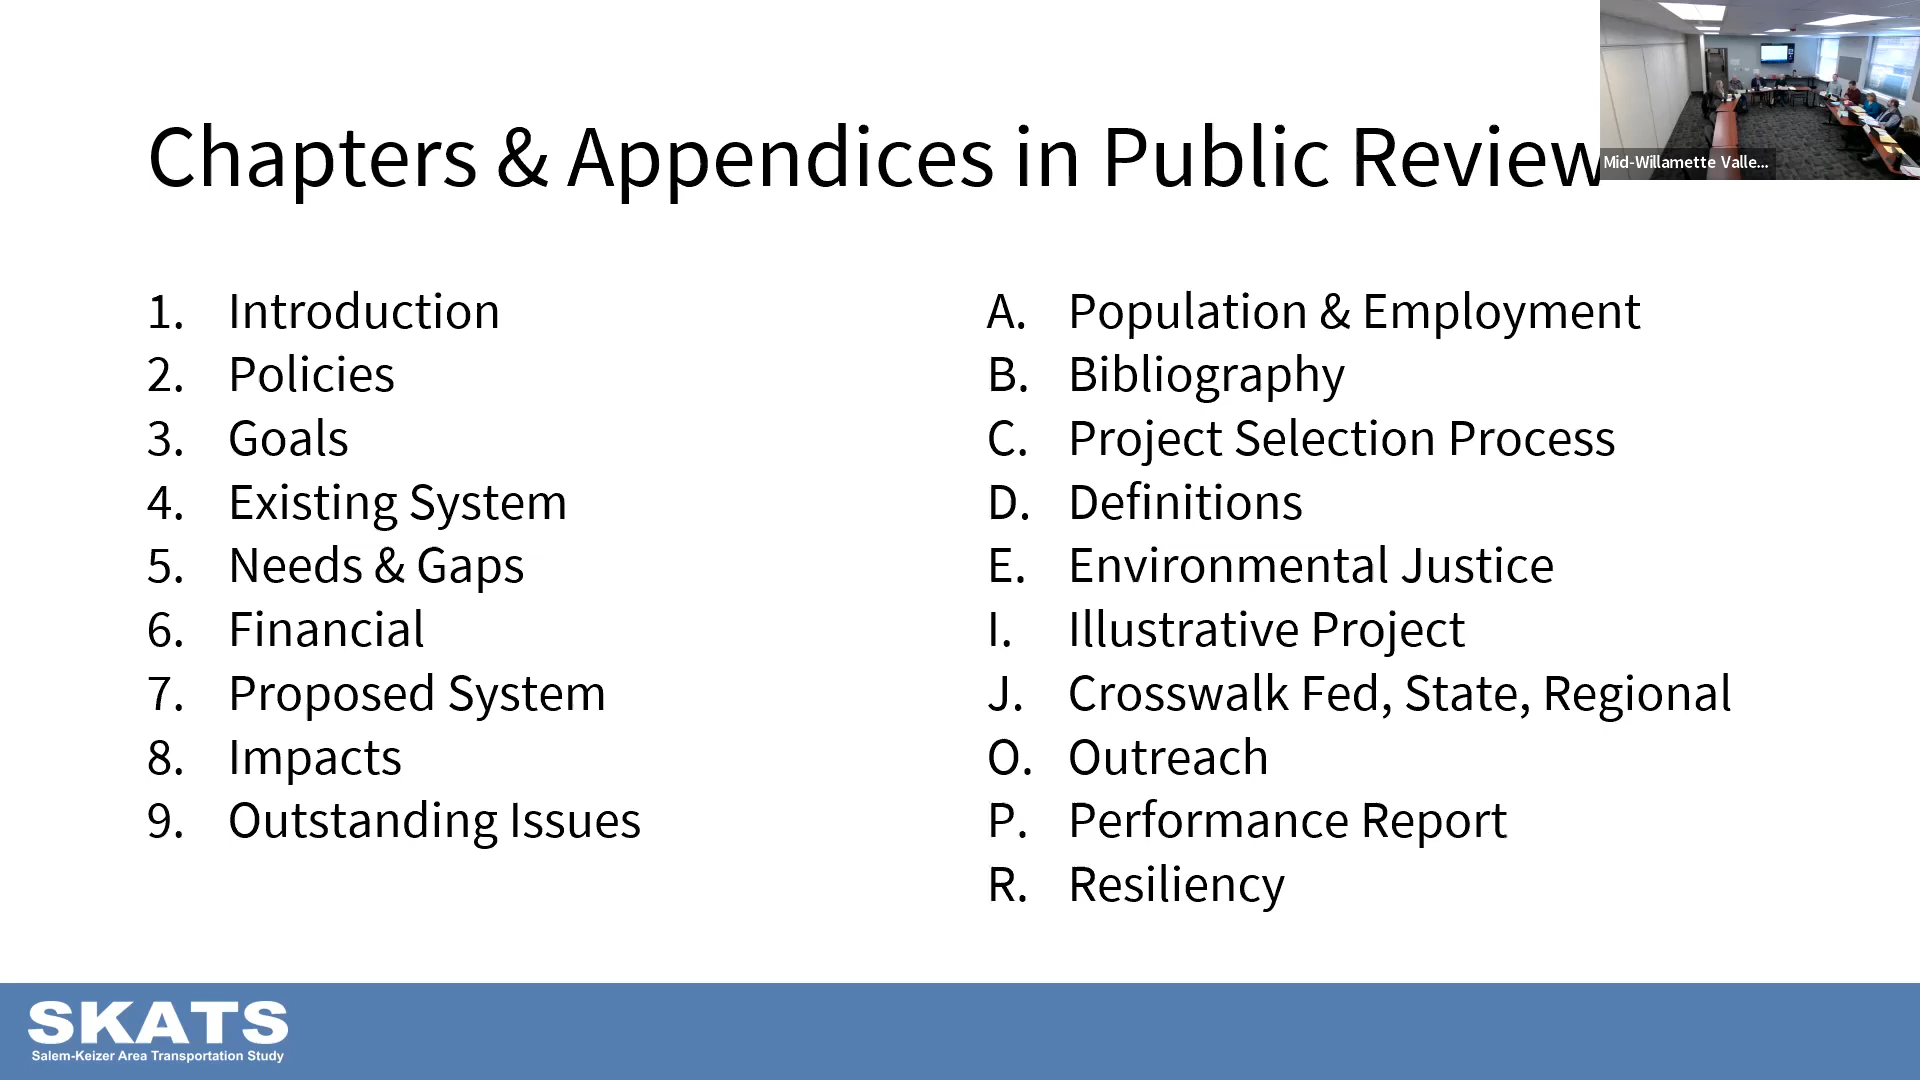 Chapters & Appendices in Public Review
Mid-Willamette Valle...
1. Introduction
2. Policies
3. Goals
4. Existing System
5. Needs & Gaps
6. Financial
7. Proposed System
8. Impacts
9. Outstanding Issues
A. Population & Employment
B. Bibliography
C. Project Selection Process
D. Definitions
E. Environmental Justice
I. Illustrative Project
J. Crosswalk Fed, State, Regional
O. Outreach
P. Performance Report
R. Resiliency
SKATS
Salem-Keizer Area Transportation Study